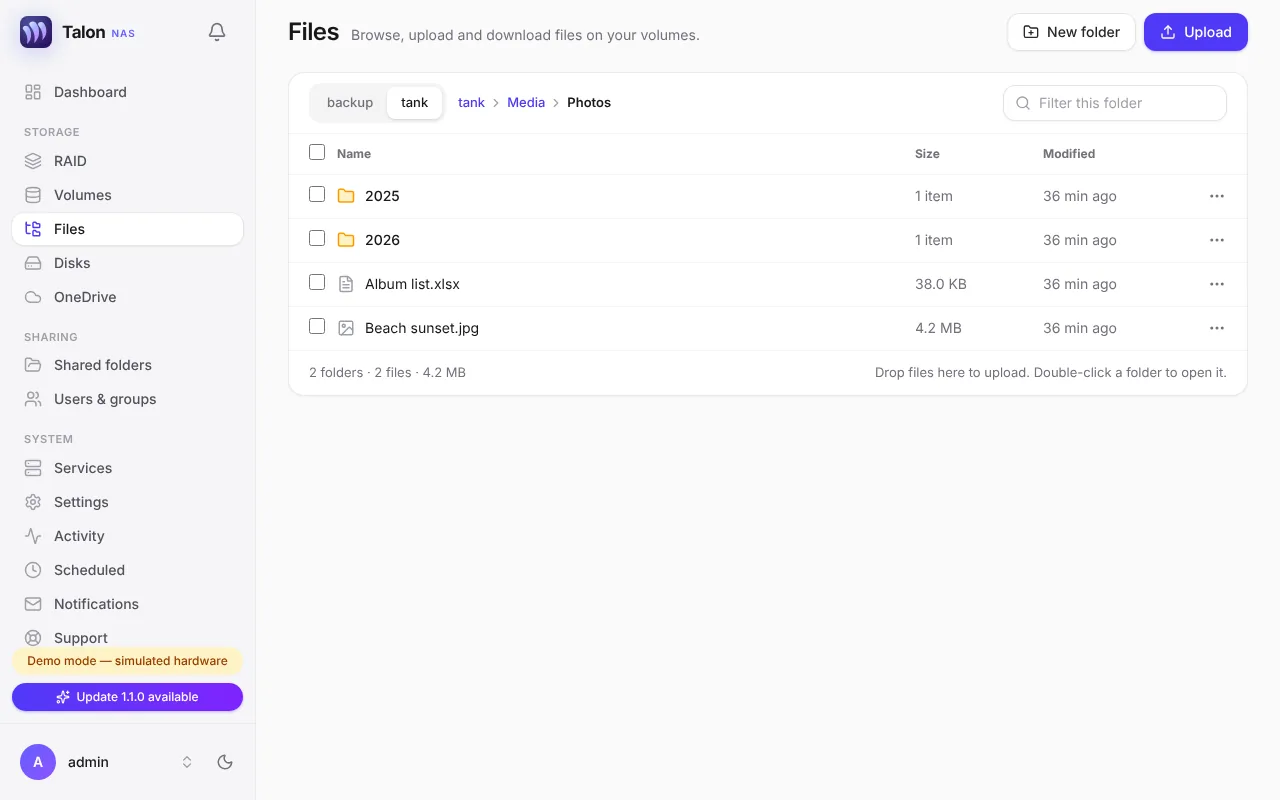 Talon NAS
Dashboard
STORAGE
RAID
Volumes
Files
Disks
OneDrive
SHARING
Shared folders
Users & groups
SYSTEM
Services
Settings
Activity
Scheduled
Notifications
Support
Demo mode — simulated hardware
Update 1.1.0 available
A admin
Files Browse, upload and download files on your volumes.
New folder
Upload
backup tank tank > Media > Photos
Filter this folder
Name Size Modified
2025 1 item 36 min ago
2026 1 item 36 min ago
Album list.xlsx 38.0 KB 36 min ago
Beach sunset.jpg 4.2 MB 36 min ago
2 folders · 2 files · 4.2 MB Drop files here to upload. Double-click a folder to open it.